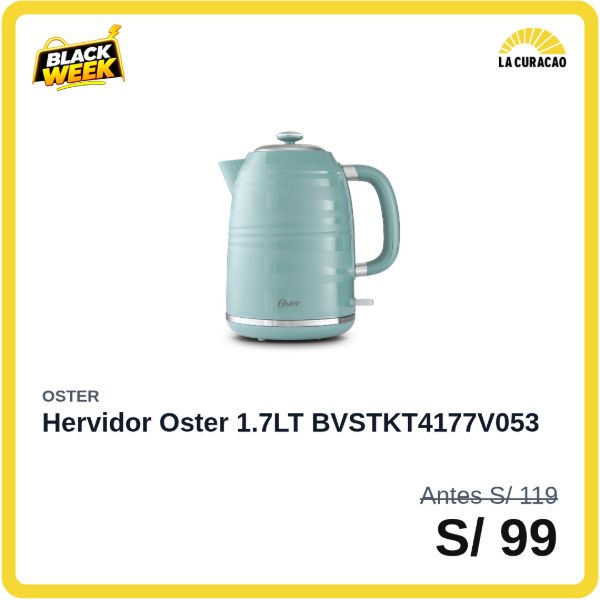 BLACK
WEEK
LA CURACAO
Oster
OSTER
Hervidor Oster 1.7LT BVSTKT4177V053
Antes S/ 119
S/ 99